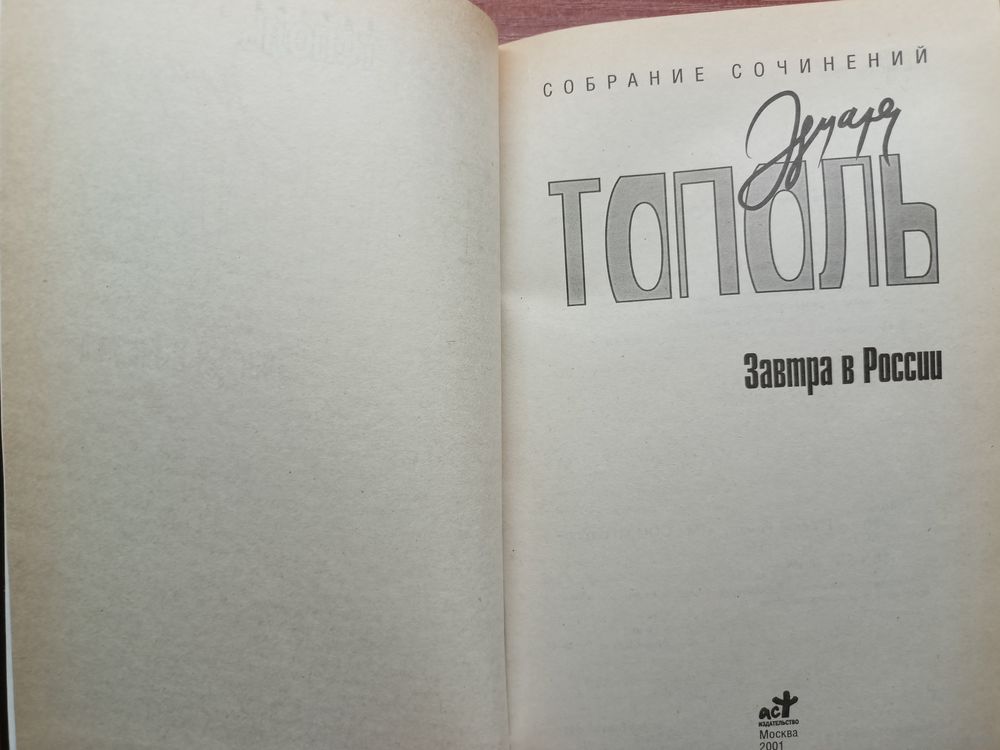 СОБРАНИЕ СОЧИНЕНИЙ
Эдуард
ТОПОЛЬ
Завтра в России
аст
ИЗДАТЕЛЬСТВО
Москва
2001